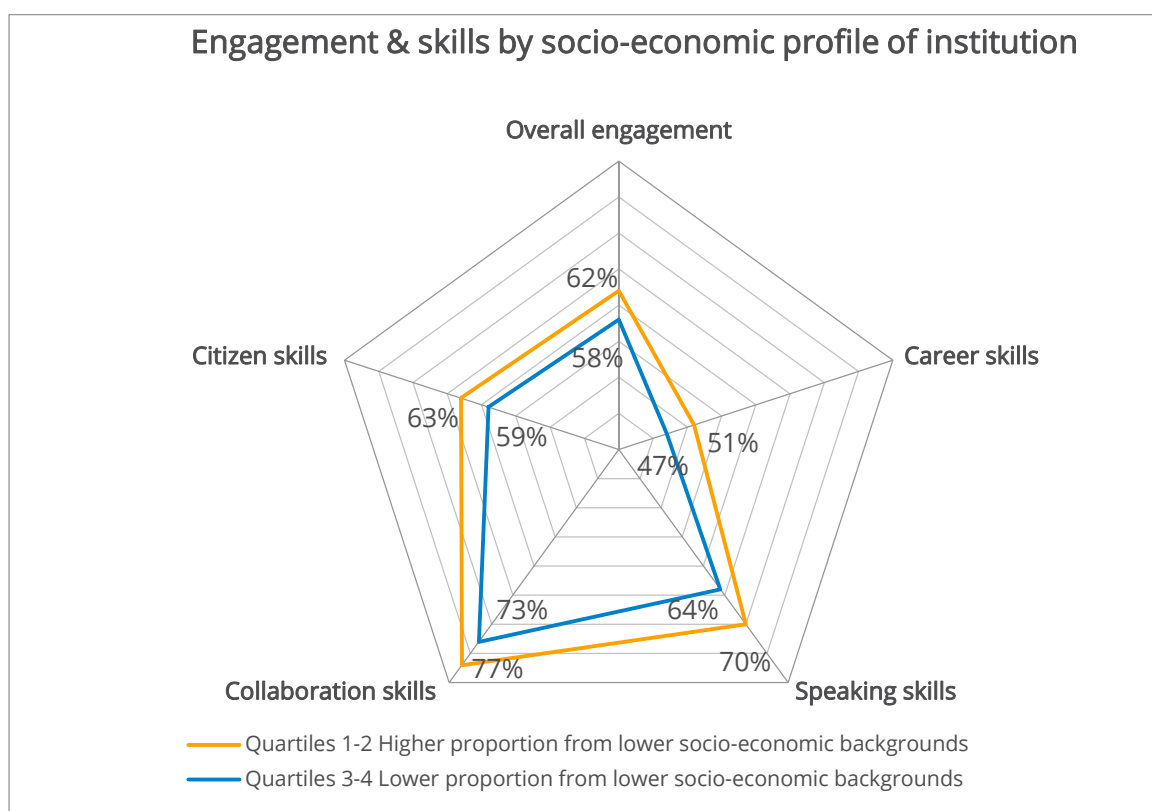 Engagement & skills by socio-economic profile of institution
Overall engagement
62%
58%
Citizen skills
Career skills
63%
59%
51%
47%
73%
64%
77%
70%
Collaboration skills
Speaking skills
Quartiles 1-2 Higher proportion from lower socio-economic backgrounds
Quartiles 3-4 Lower proportion from lower socio-economic backgrounds